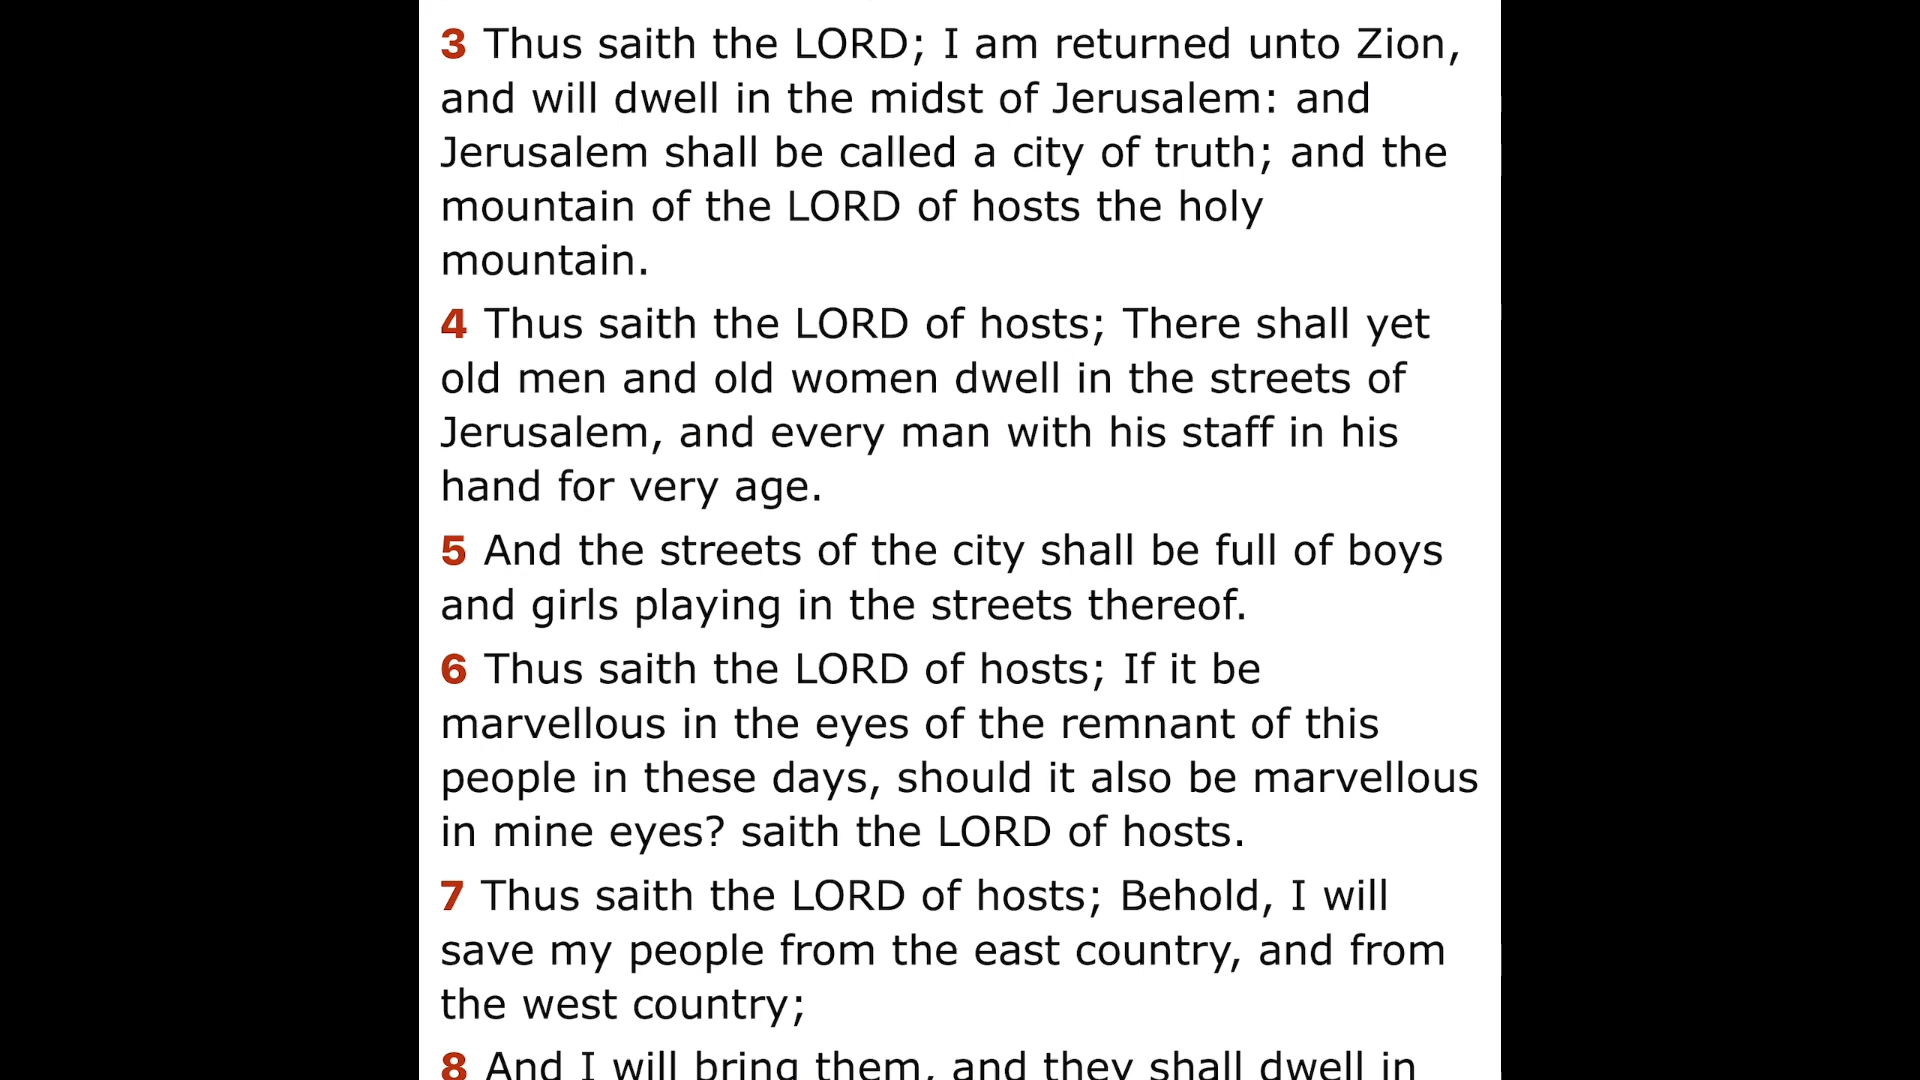 3 Thus saith the LORD; I am returned unto Zion,
and will dwell in the midst of Jerusalem: and
Jerusalem shall be called a city of truth; and the
mountain of the LORD of hosts the holy
mountain.
4 Thus saith the LORD of hosts; There shall yet
old men and old women dwell in the streets of
Jerusalem, and every man with his staff in his
hand for very age.
5 And the streets of the city shall be full of boys
and girls playing in the streets thereof.
6 Thus saith the LORD of hosts; If it be
marvellous in the eyes of the remnant of this
people in these days, should it also be marvellous
in mine eyes? saith the LORD of hosts.
7 Thus saith the LORD of hosts; Behold, I will
save my people from the east country, and from
the west country;
8 And I will bring them, and they shall dwell in